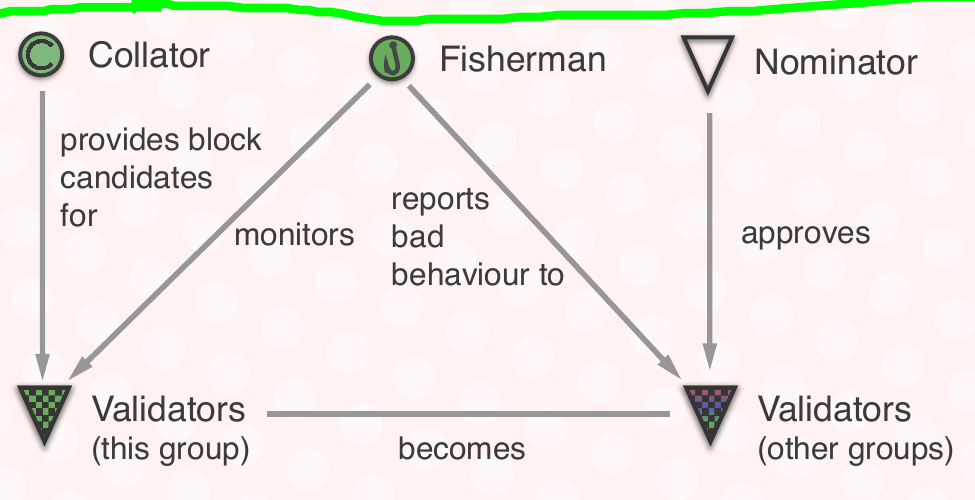 Collator
Fisherman
Nominator
provides block
candidates
for
monitors
reports
bad
behaviour to
approves
Validators
(this group)
becomes
Validators
(other groups)